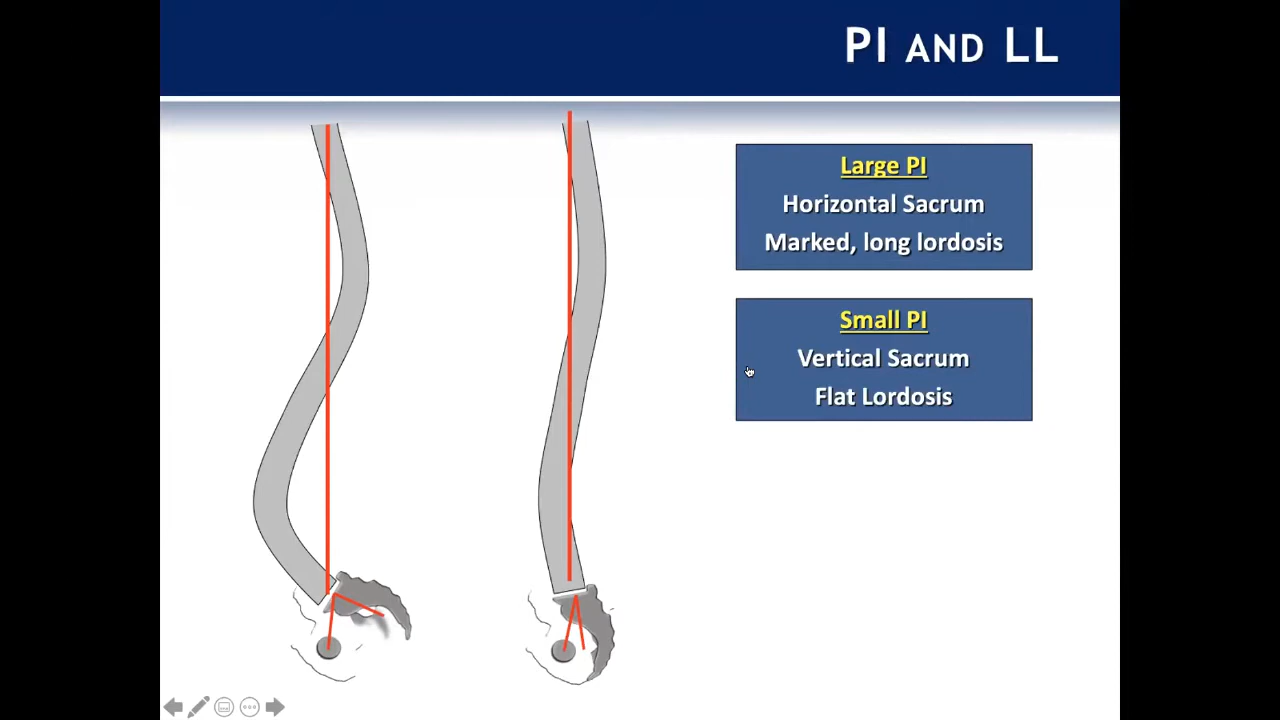 PI AND LL
Large PI
Horizontal Sacrum
Marked, long lordosis
Small PI
Vertical Sacrum
Flat Lordosis